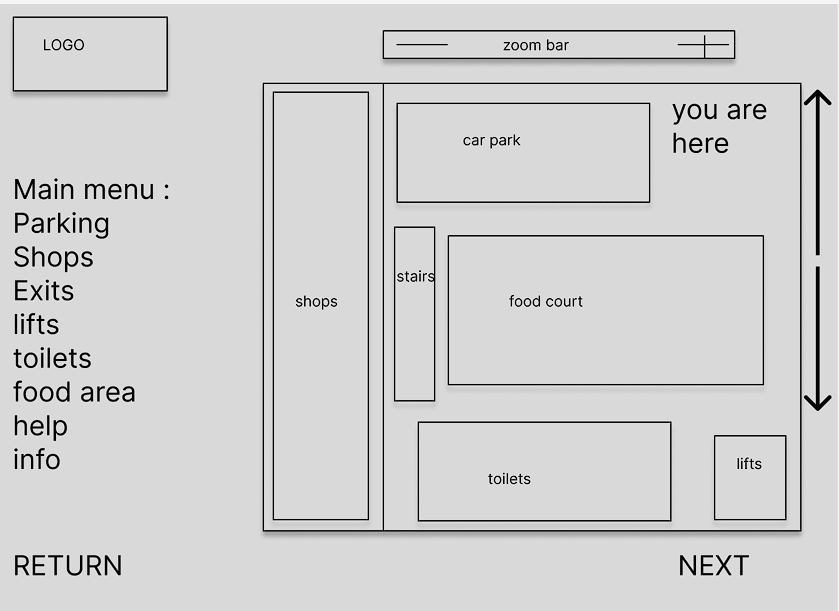 LOGO
zoom bar
you are
here
car park
Main menu :
Parking
Shops
Exits
lifts
toilets
food area
help
info
shops
stairs
food court
toilets
lifts
RETURN
NEXT